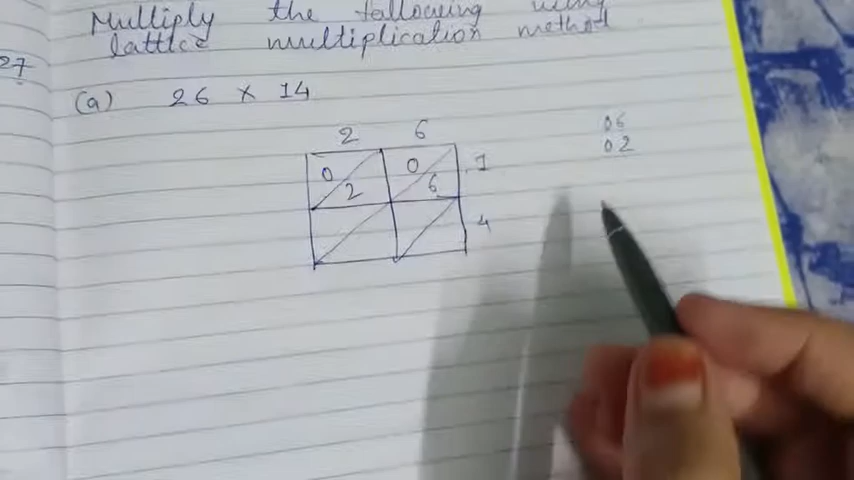 Multiply the following using
lattice multiplication method
27
(a) 26 × 14
2 6
0 0 1
2 6
4
06
02